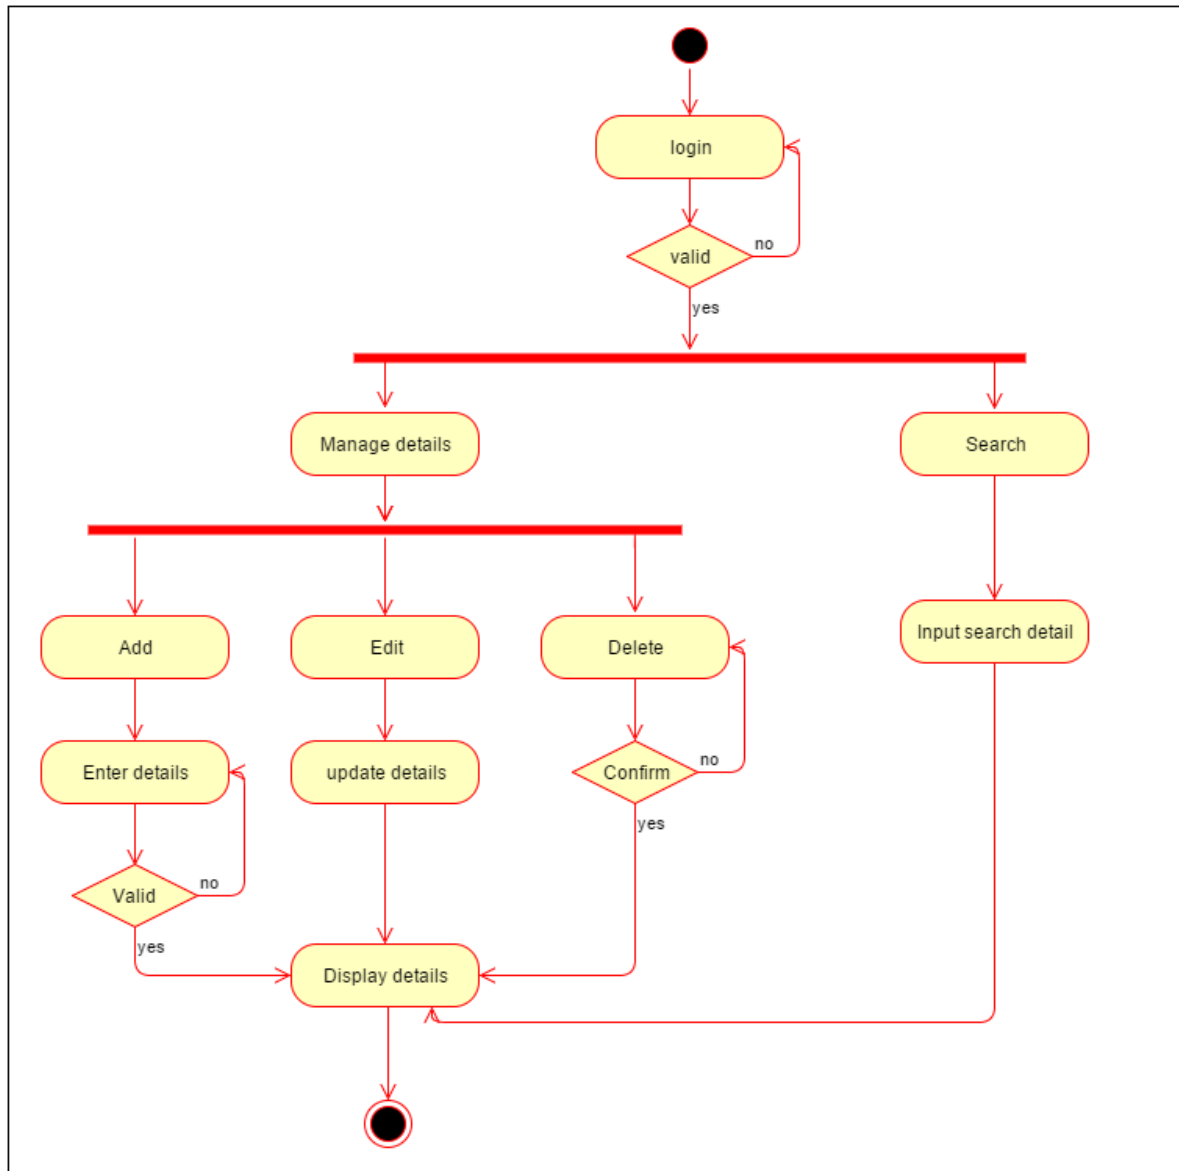 login
valid
no
yes
Manage details
Search
Add
Edit
Delete
Input search detail
Enter details
update details
Confirm
no
yes
Valid
no
yes
Display details